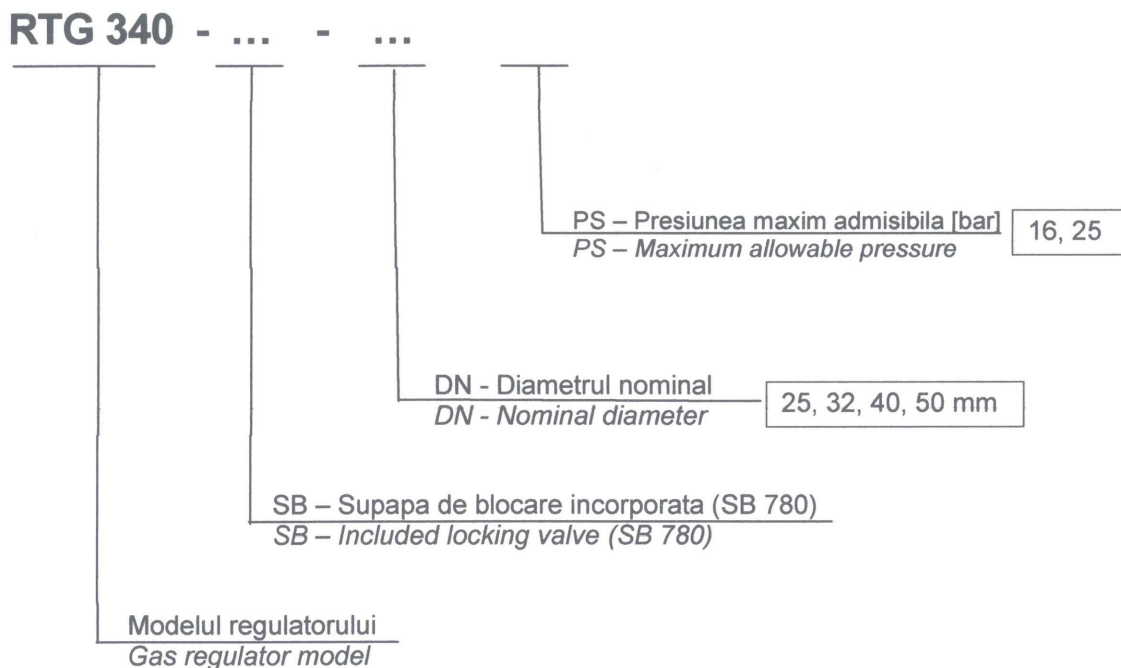 RTG 340 - ... - ...
PS – Presiunea maxim admisibila [bar]
PS – Maximum allowable pressure
16, 25
DN - Diametrul nominal
DN - Nominal diameter
25, 32, 40, 50 mm
SB – Supapa de blocare incorporata (SB 780)
SB – Included locking valve (SB 780)
Modelul regulatorului
Gas regulator model